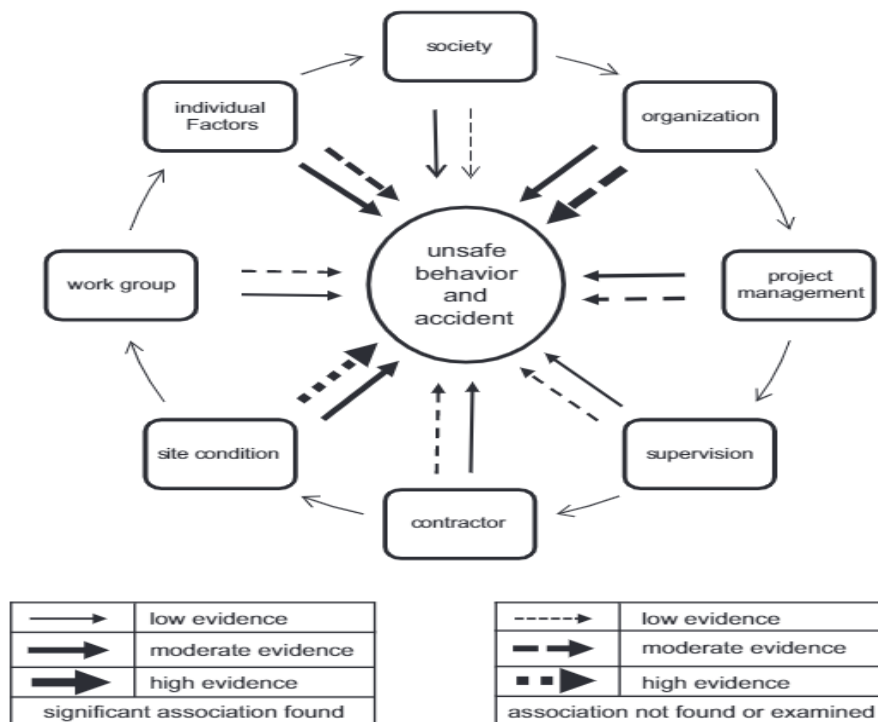 society
individual
Factors
organization
unsafe
behavior
and
accident
work group
project
management
site condition
supervision
contractor
low evidence
moderate evidence
high evidence
significant association found
low evidence
moderate evidence
high evidence
association not found or examined